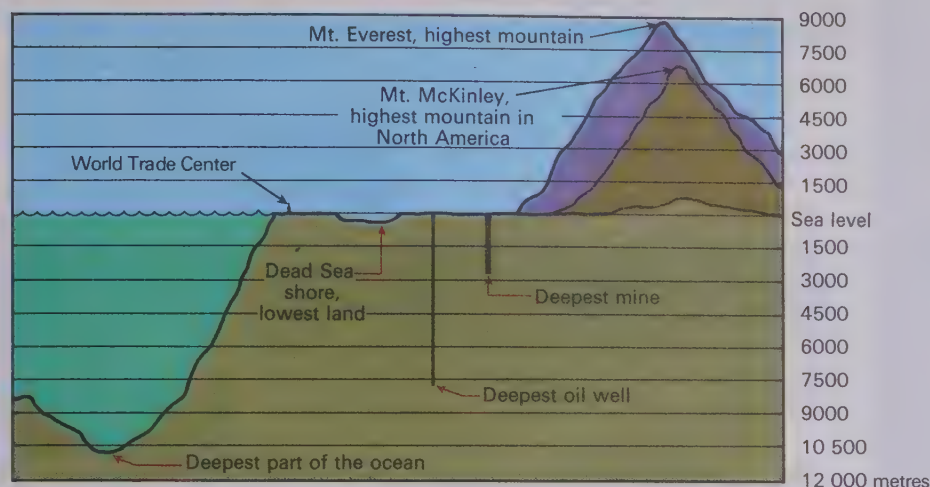 Mt. Everest, highest mountain
Mt. McKinley,
highest mountain in
North America
World Trade Center
Dead Sea
shore,
lowest land
Deepest mine
Deepest oil well
Deepest part of the ocean
9000
7500
6000
4500
3000
1500
Sea level
1500
3000
4500
6000
7500
9000
10 500
12 000 metres